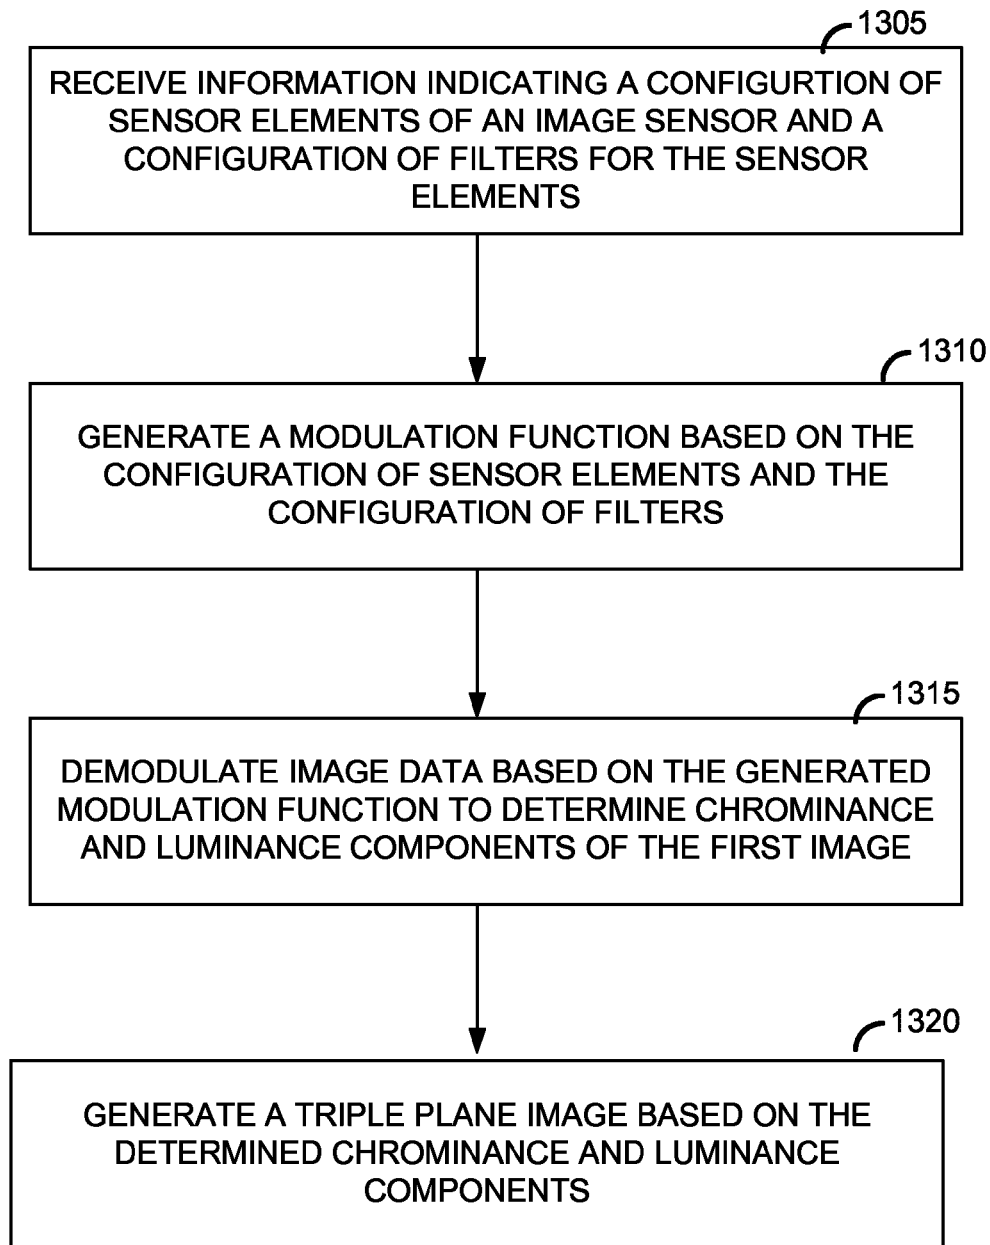 1305
RECEIVE INFORMATION INDICATING A CONFIGURTION OF
SENSOR ELEMENTS OF AN IMAGE SENSOR AND A
CONFIGURATION OF FILTERS FOR THE SENSOR
ELEMENTS
1310
GENERATE A MODULATION FUNCTION BASED ON THE
CONFIGURATION OF SENSOR ELEMENTS AND THE
CONFIGURATION OF FILTERS
1315
DEMODULATE IMAGE DATA BASED ON THE GENERATED
MODULATION FUNCTION TO DETERMINE CHROMINANCE
AND LUMINANCE COMPONENTS OF THE FIRST IMAGE
1320
GENERATE A TRIPLE PLANE IMAGE BASED ON THE
DETERMINED CHROMINANCE AND LUMINANCE
COMPONENTS